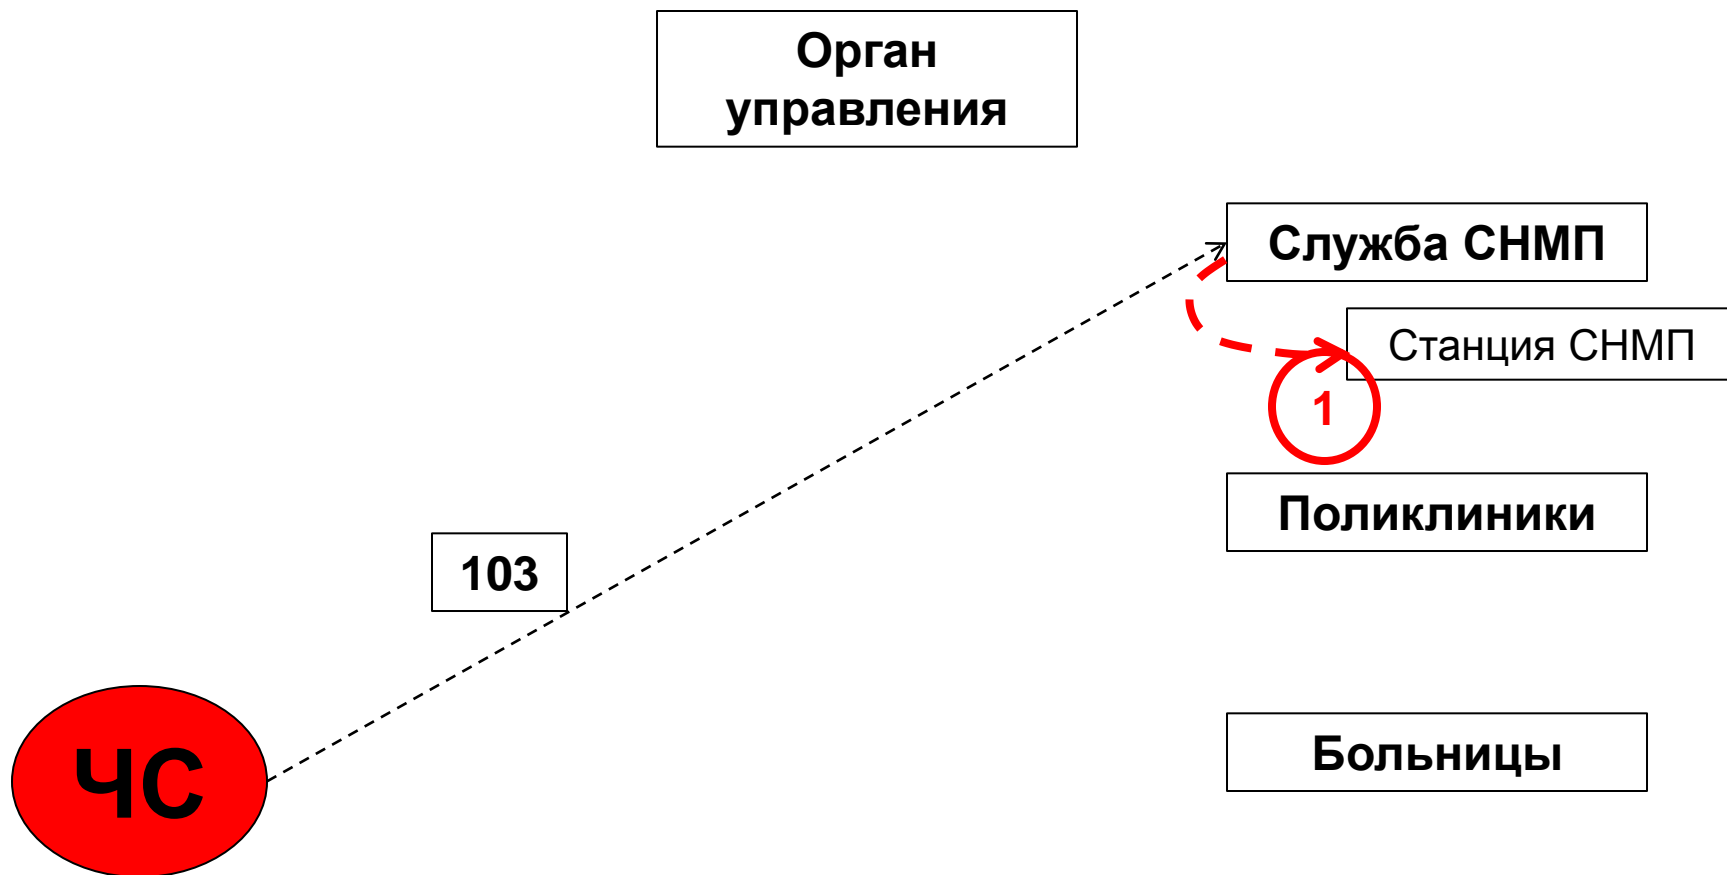 Орган
управления
Служба СНМП
Станция СНМП
1
Поликлиники
103
Больницы
ЧС